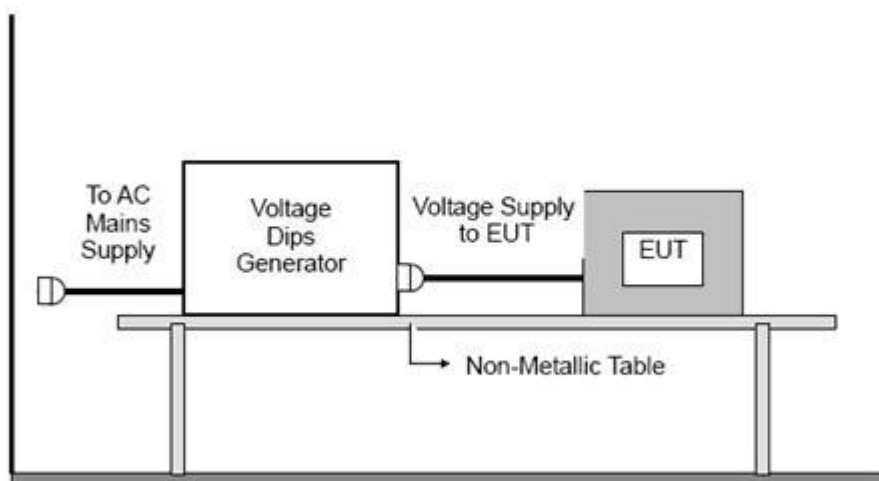 To AC
Mains
Supply
Voltage
Dips
Generator
Voltage Supply
to EUT
EUT
Non-Metallic Table